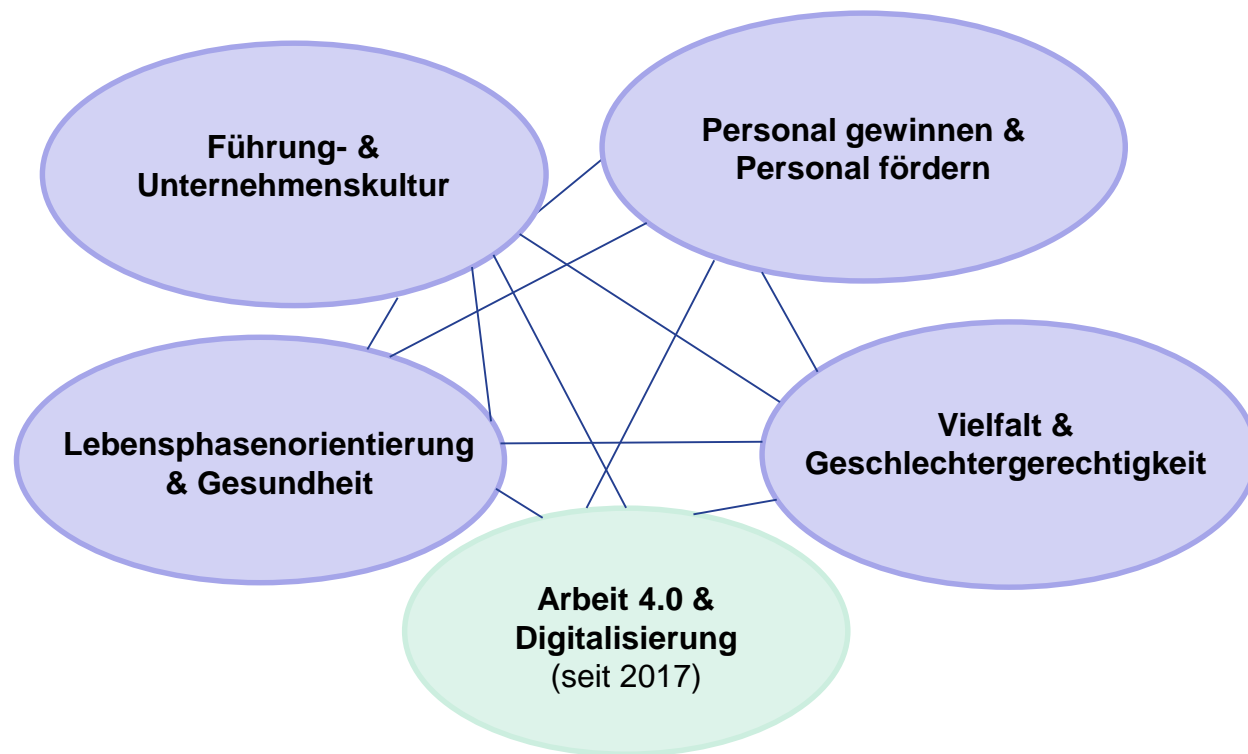 Führung- &
Unternehmenskultur
Personal gewinnen &
Personal fördern
Lebensphasenorientierung
& Gesundheit
Vielfalt &
Geschlechtergerechtigkeit
Arbeit 4.0 &
Digitalisierung
(seit 2017)